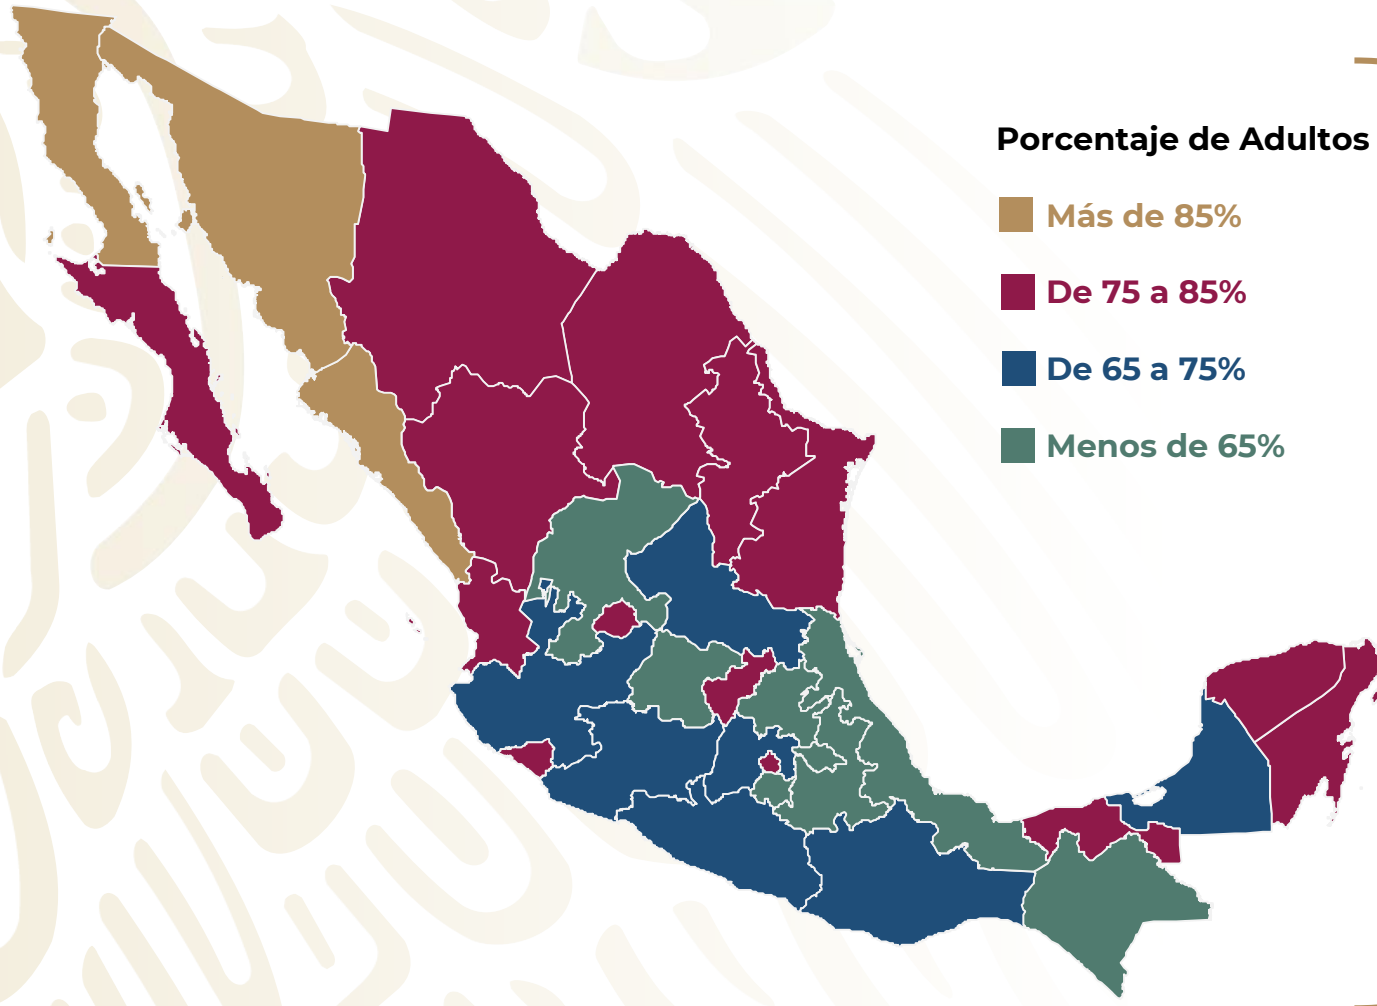 Porcentaje de Adultos
Más de 85%
De 75 a 85%
De 65 a 75%
Menos de 65%